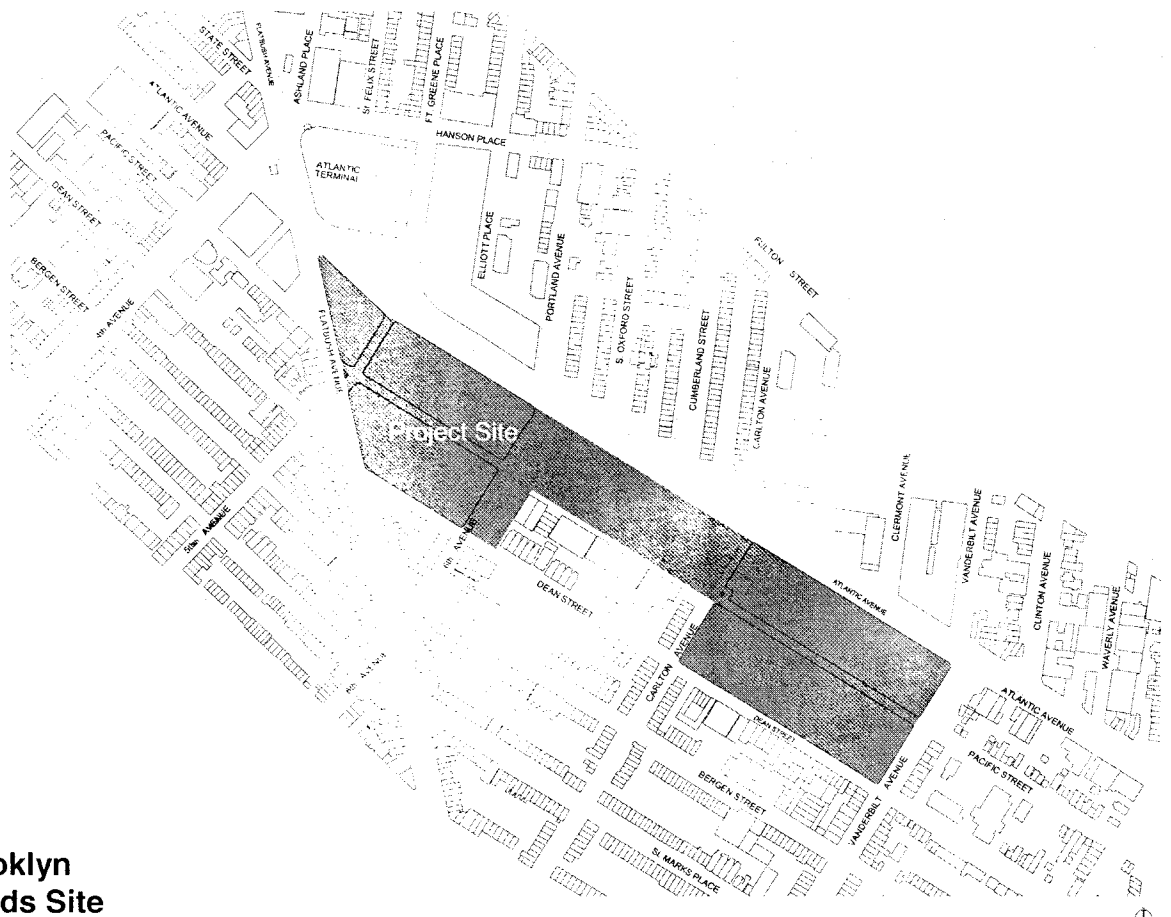 STATE STREET
FLATBUSH AVENUE
ASHLAND PLACE
St. FELIX STREET
FT. GREENE PLACE
ATLANTIC AVENUE
PACIFIC STREET
DEAN STREET
BERGEN STREET
HANSON PLACE
ATLANTIC
TERMINAL
ELLIOTT PLACE
PORTLAND AVENUE
S. OXFORD STREET
CUMBERLAND STREET
CARLTON AVENUE
FULTON STREET
4th AVENUE
FLATBUSH AVENUE
Project Site
5th AVENUE
6th AVENUE
DEAN STREET
CLERMONT AVENUE
VANDERBILT AVENUE
CLINTON AVENUE
WAVERLY AVENUE
ATLANTIC AVENUE
CARLTON AVENUE
DEAN STREET
ATLANTIC AVENUE
PACIFIC STREET
BERGEN STREET
VANDERBILT AVENUE
St. MARKS PLACE
oklyn
ds Site